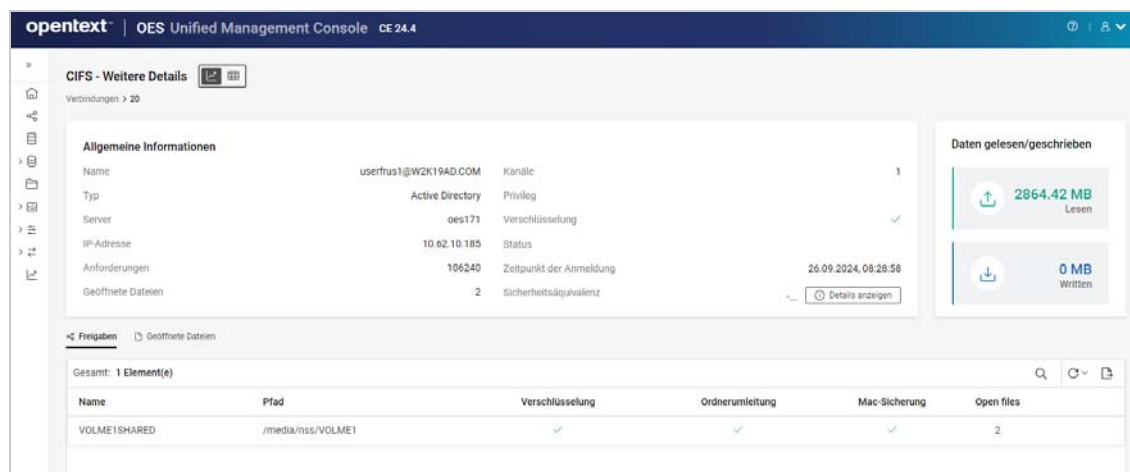 opentext™ | OES Unified Management Console CE 24.4
CIFS - Weitere Details
Verbindungen > 20
Allgemeine Informationen
Name userfrus1@W2K19AD.COM Kanäle 1
Typ Active Directory Privileg
Server oes171 Verschlüsselung ✓
IP-Adresse 10.62.10.185 Status
Anforderungen 106240 Zeitpunkt der Anmeldung 26.09.2024, 08:28:58
Geöffnete Dateien 2 Sicherheitsäquivalenz -_ Details anzeigen
Daten gelesen/geschrieben
2864.42 MB
Lesen
0 MB
Written
Freigaben Geöffnete Dateien
Gesamt: 1 Element(e)
Name Pfad Verschlüsselung Ordnerumleitung Mac-Sicherung Open files
VOLME1SHARED /media/nss/VOLME1 ✓ ✓ ✓ 2